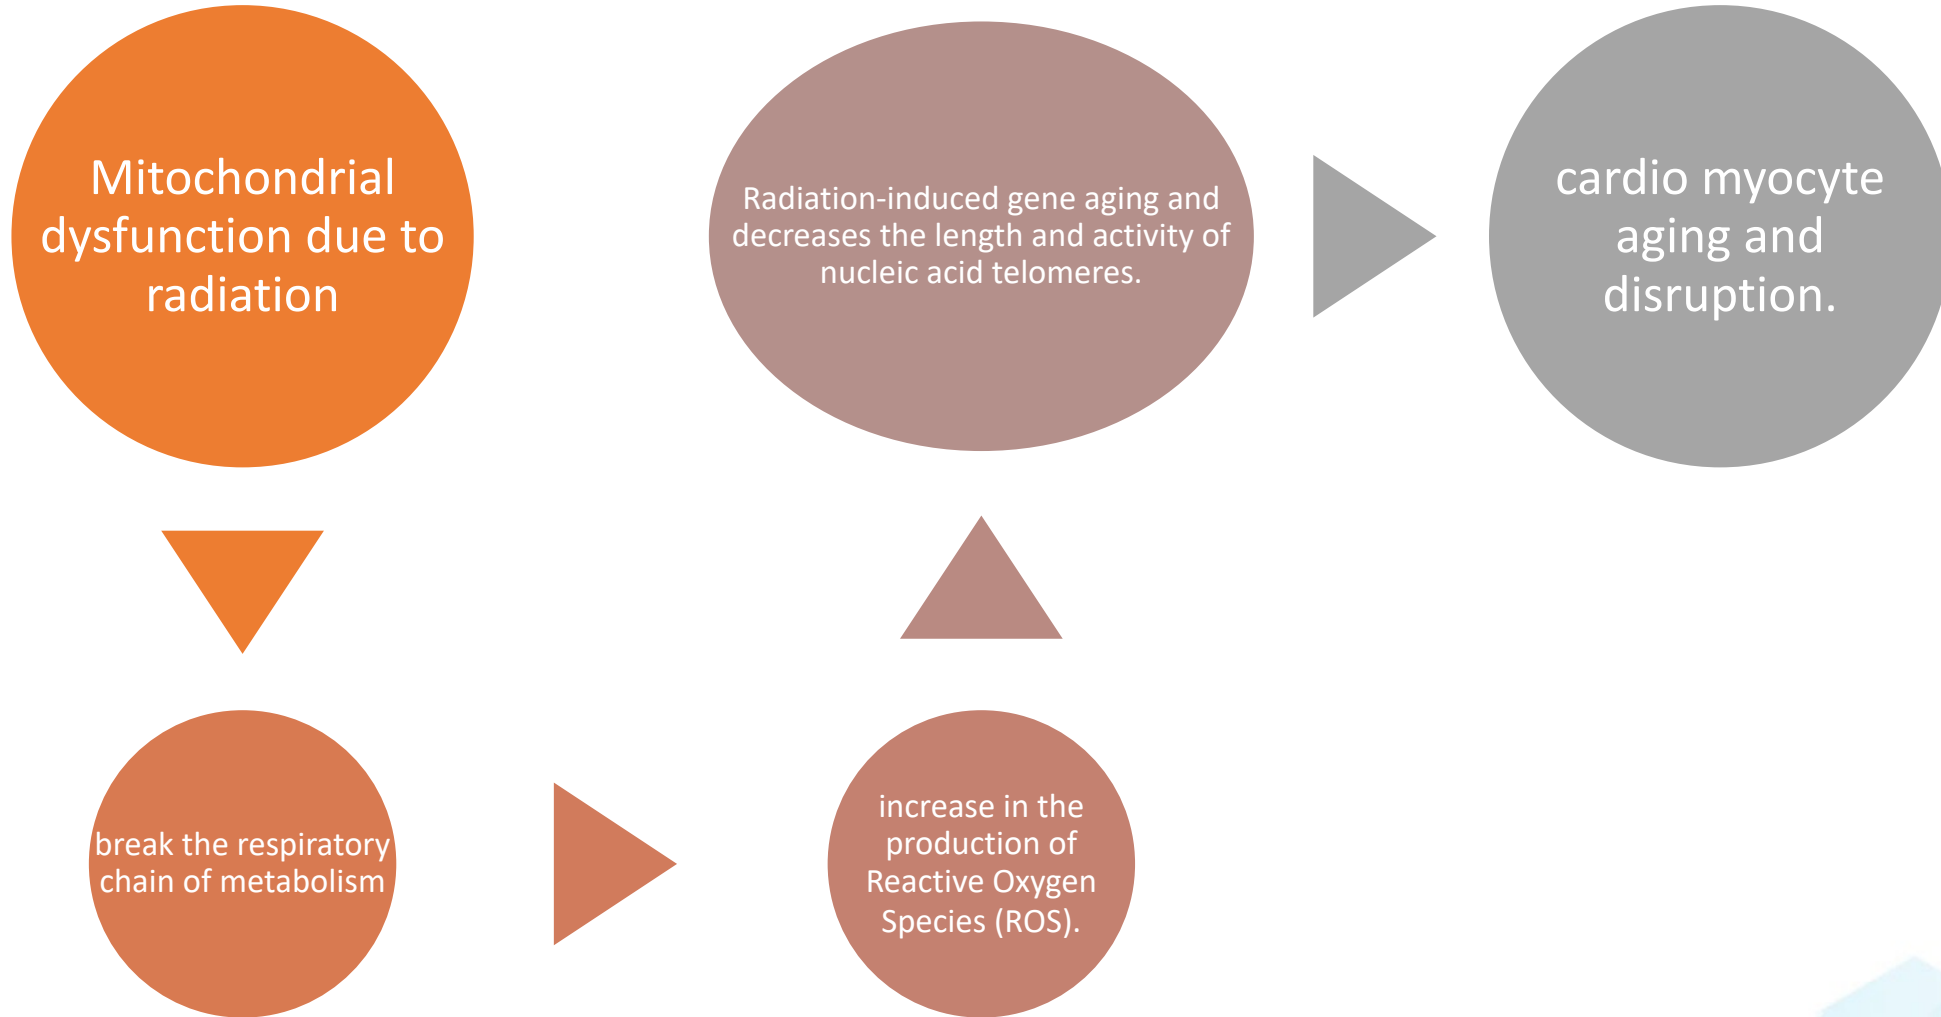 Mitochondrial
dysfunction due to
radiation
break the respiratory
chain of metabolism
increase in the
production of
Reactive Oxygen
Species (ROS).
Radiation-induced gene aging and
decreases the length and activity of
nucleic acid telomeres.
cardio myocyte
aging and
disruption.